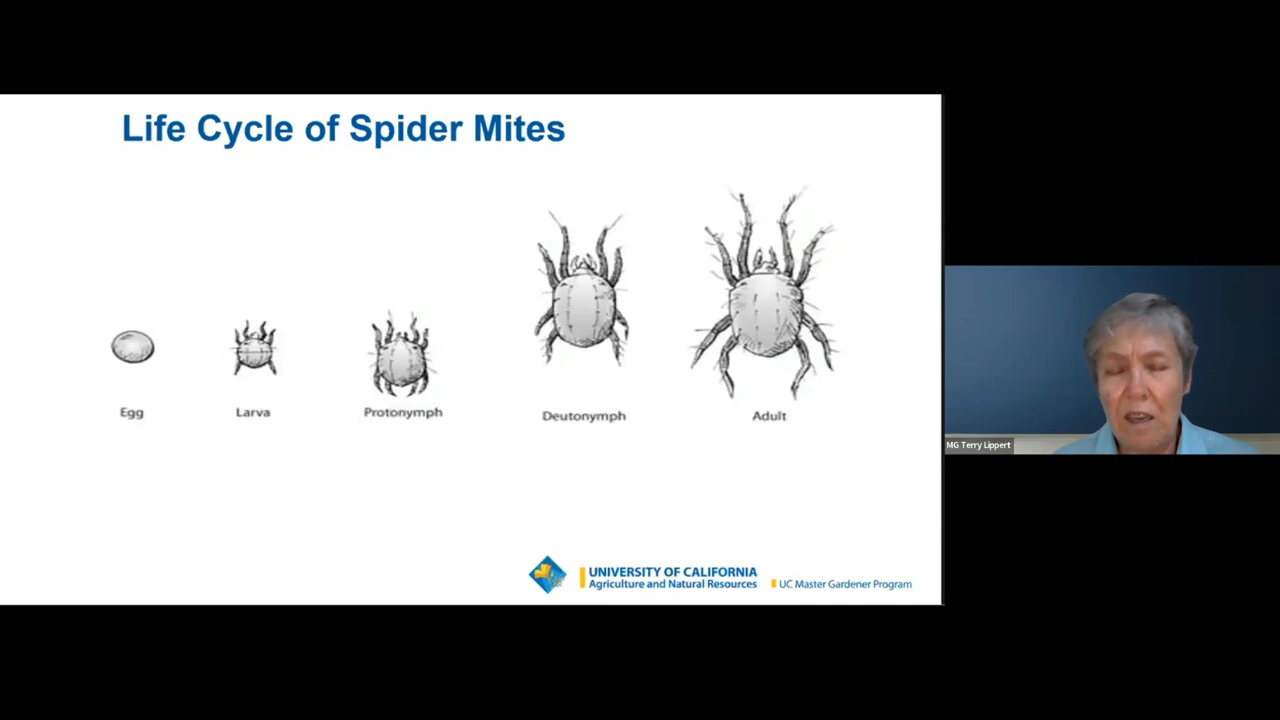 Life Cycle of Spider Mites
Egg
Larva
Protonymph
Deutonymph
Adult
MG Terry Lippert
UNIVERSITY OF CALIFORNIA
Agriculture and Natural Resources
UC Master Gardener Program